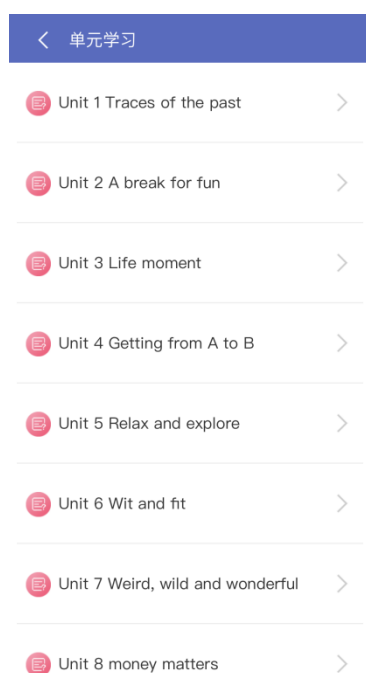 单元学习
Unit 1 Traces of the past
Unit 2 A break for fun
Unit 3 Life moment
Unit 4 Getting from A to B
Unit 5 Relax and explore
Unit 6 Wit and fit
Unit 7 Weird, wild and wonderful
Unit 8 money matters